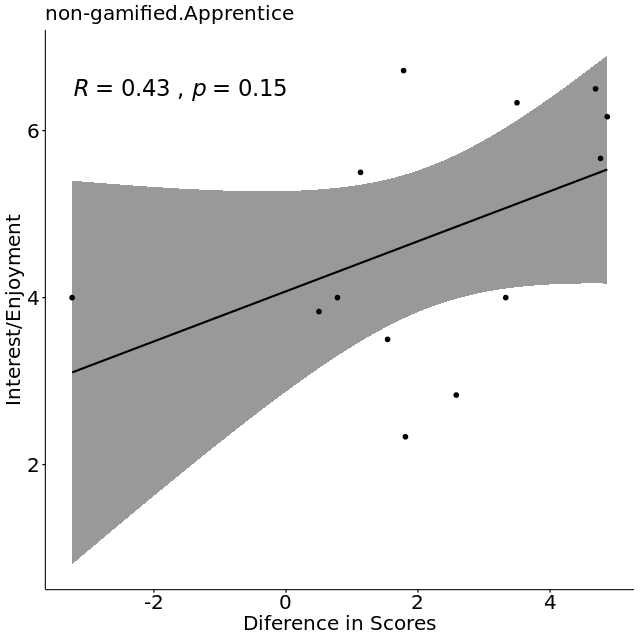 non-gamified.Apprentice
R = 0.43 , p = 0.15
6
4
2
Interest/Enjoyment
-2 0 2 4
Diference in Scores